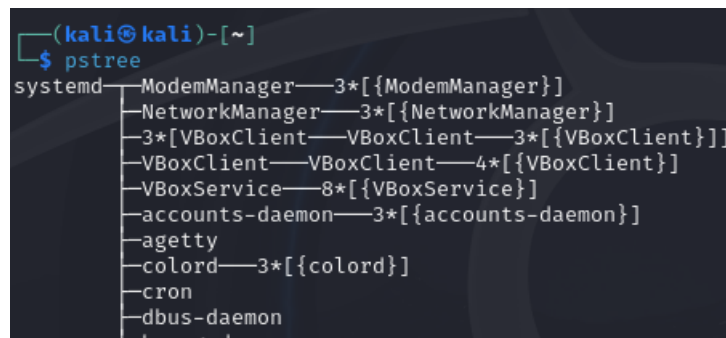 ┌──(kali㉿kali)-[~]
└─$ pstree
systemd─┬─ModemManager───3*[{ModemManager}]
        ├─NetworkManager───3*[{NetworkManager}]
        ├─3*[VBoxClient───VBoxClient───3*[{VBoxClient}]]
        ├─VBoxClient───VBoxClient───4*[{VBoxClient}]
        ├─VBoxService───8*[{VBoxService}]
        ├─accounts-daemon───3*[{accounts-daemon}]
        ├─agetty
        ├─colord───3*[{colord}]
        ├─cron
        ├─dbus-daemon